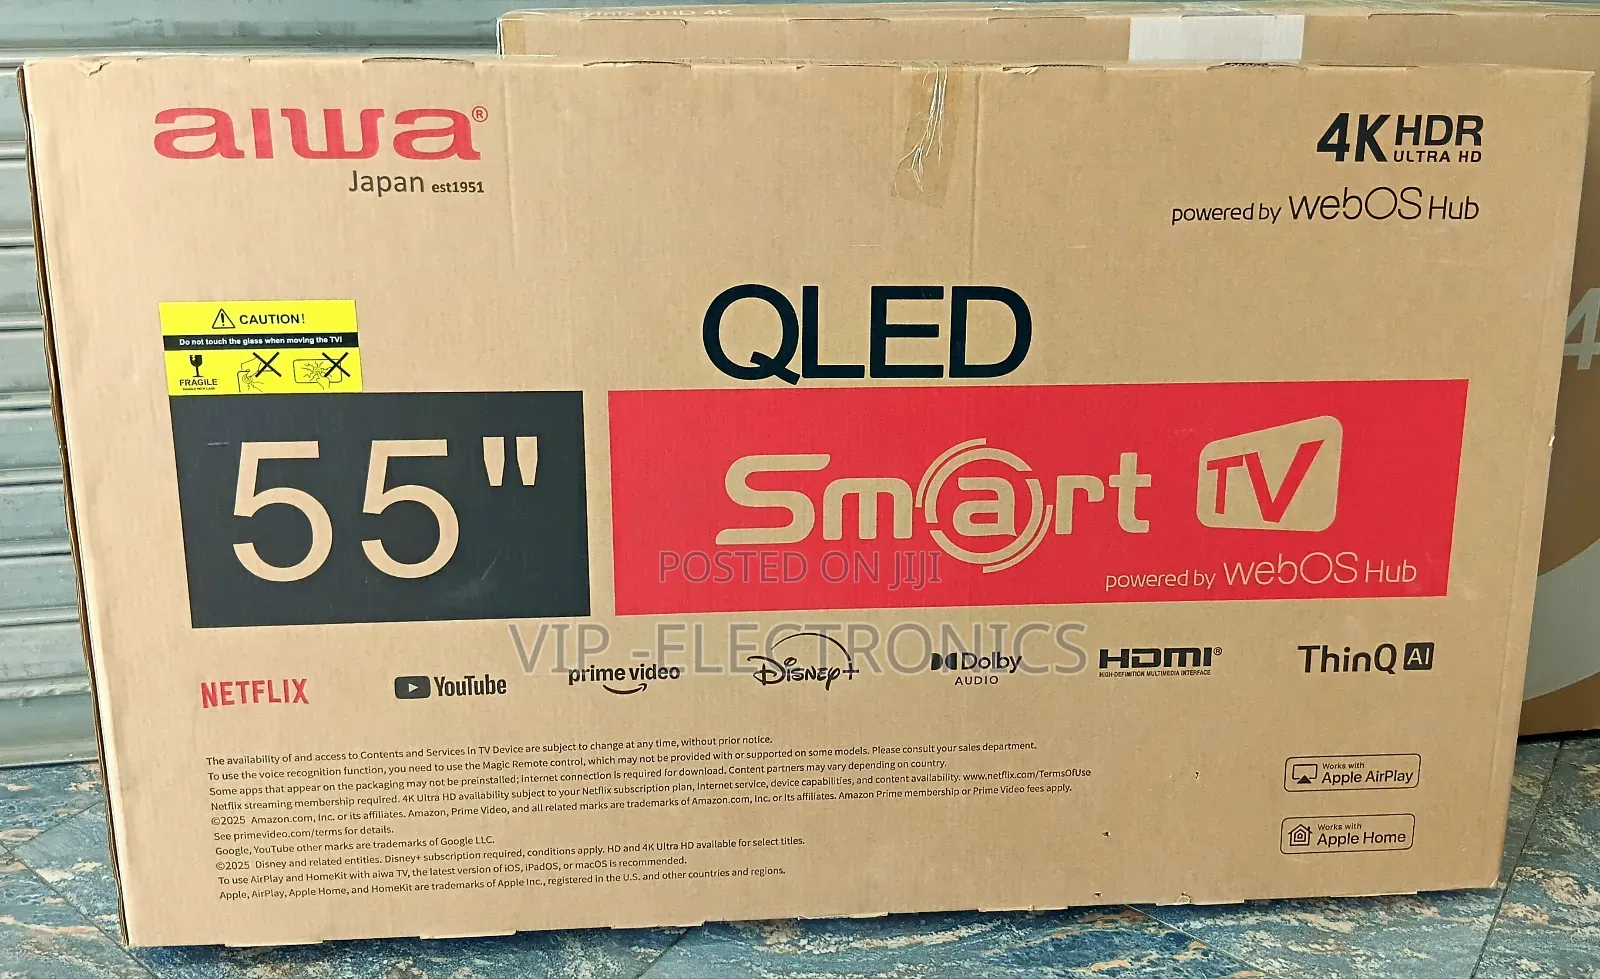 UHD 4K
aiwa®
Japan est1951
4K HDR
ULTRA HD
powered by webOS Hub
CAUTION!
Do not touch the glass when moving the TV!
FRAGILE
QLED
4
55"
Smart TV
powered by webOS Hub
POSTED ON JIJI
VIP-ELECTRONICS
NETFLIX
YouTube
prime video
Disney+
Dolby
AUDIO
HDMI®
HIGH-DEFINITION MULTIMEDIA INTERFACE
ThinQ AI
The availability of and access to Contents and Services in TV Device are subject to change at any time, without prior notice.
To use the voice recognition function, you need to use the Magic Remote control, which may not be provided with or supported on some models. Please consult your sales department.
Some apps that appear on the packaging may not be preinstalled; internet connection is required for download. Content partners may vary depending on country.
Netflix streaming membership required. 4K Ultra HD availability subject to your Netflix subscription plan, Internet service, device capabilities, and content availability. www.netflix.com/TermsOfUse
©2025 Amazon.com, Inc. or its affiliates. Amazon, Prime Video, and all related marks are trademarks of Amazon.com, Inc. or its affiliates. Amazon Prime membership or Prime Video fees apply.
See primevideo.com/terms for details.
Google, YouTube other marks are trademarks of Google LLC.
©2025 Disney and related entities. Disney+ subscription required, conditions apply. HD and 4K Ultra HD available for select titles.
To use AirPlay and HomeKit with aiwa TV, the latest version of iOS, iPadOS, or macOS is recommended.
Apple, AirPlay, Apple Home, and HomeKit are trademarks of Apple Inc., registered in the U.S. and other countries and regions.
Works with
Apple AirPlay
Works with
Apple Home